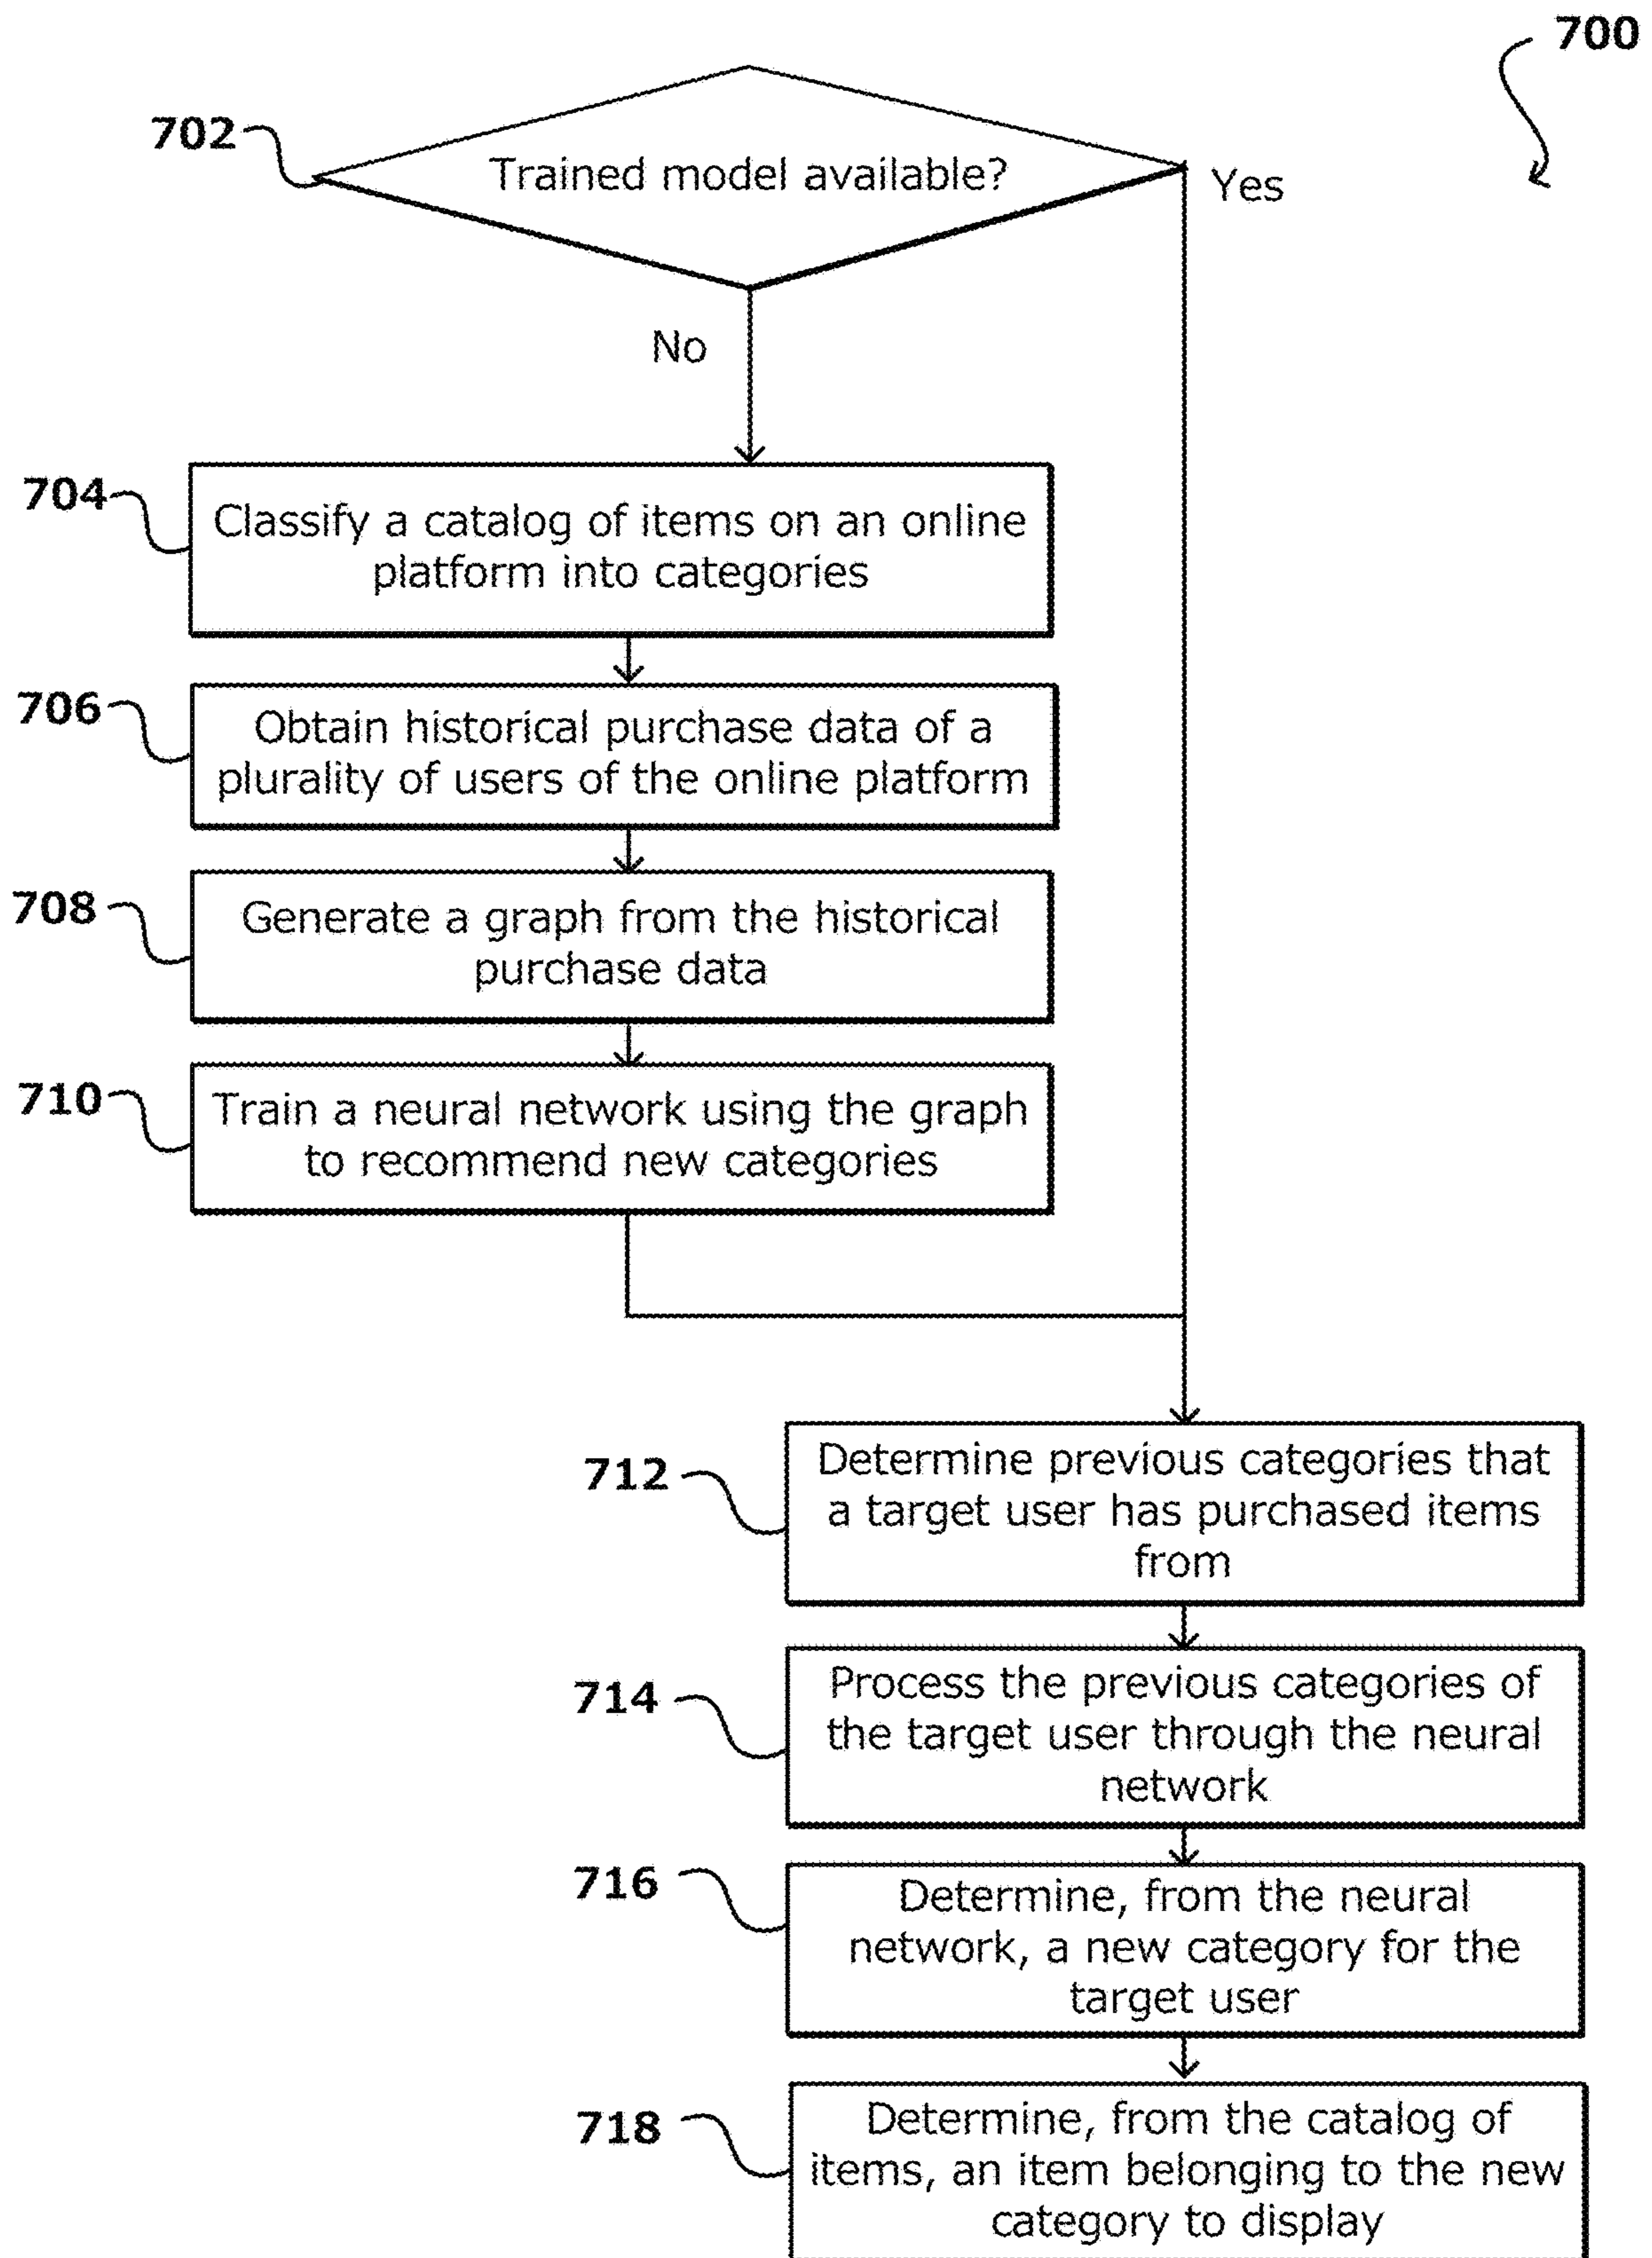 700
702
Trained model available?
Yes
No
704
Classify a catalog of items on an online
platform into categories
706
Obtain historical purchase data of a
plurality of users of the online platform
708
Generate a graph from the historical
purchase data
710
Train a neural network using the graph
to recommend new categories
712
Determine previous categories that
a target user has purchased items
from
714
Process the previous categories of
the target user through the neural
network
716
Determine, from the neural
network, a new category for the
target user
718
Determine, from the catalog of
items, an item belonging to the new
category to display